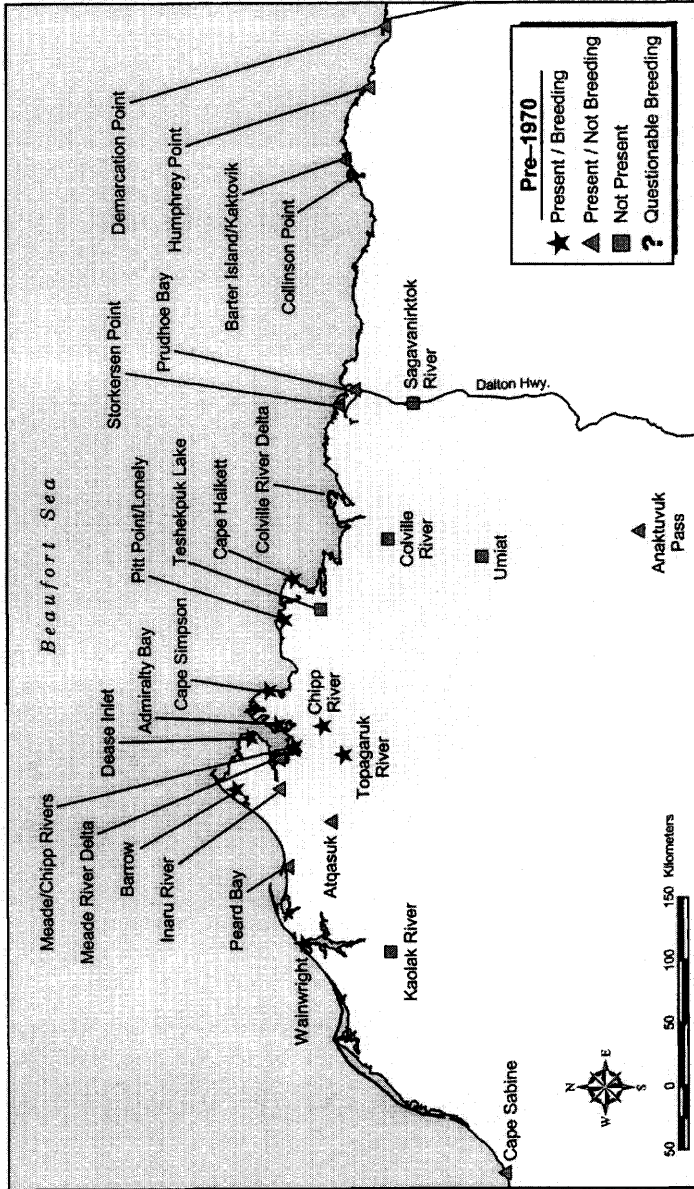 Beaufort Sea
Meade/Chipp Rivers
Meade River Delta
Barrow
Inaru River
Peard Bay
Wainwright
Dease Inlet
Admiralty Bay
Cape Simpson
Pitt Point/Lonely
Teshekpuk Lake
Cape Halkett
Colville River Delta
Storkersen Point
Prudhoe Bay
Demarcation Point
Humphrey Point
Barter Island/Kaktovik
Collinson Point
Chipp
River
Topagaruk
River
Atqasuk
Kaolak River
Cape Sabine
Colville
River
Umiat
Sagavanirktok
River
Dalton Hwy.
Anaktuvuk
Pass
Pre–1970
Present / Breeding
Present / Not Breeding
Not Present
? Questionable Breeding
N
W E
S
50 0 50 100 150 Kilometers